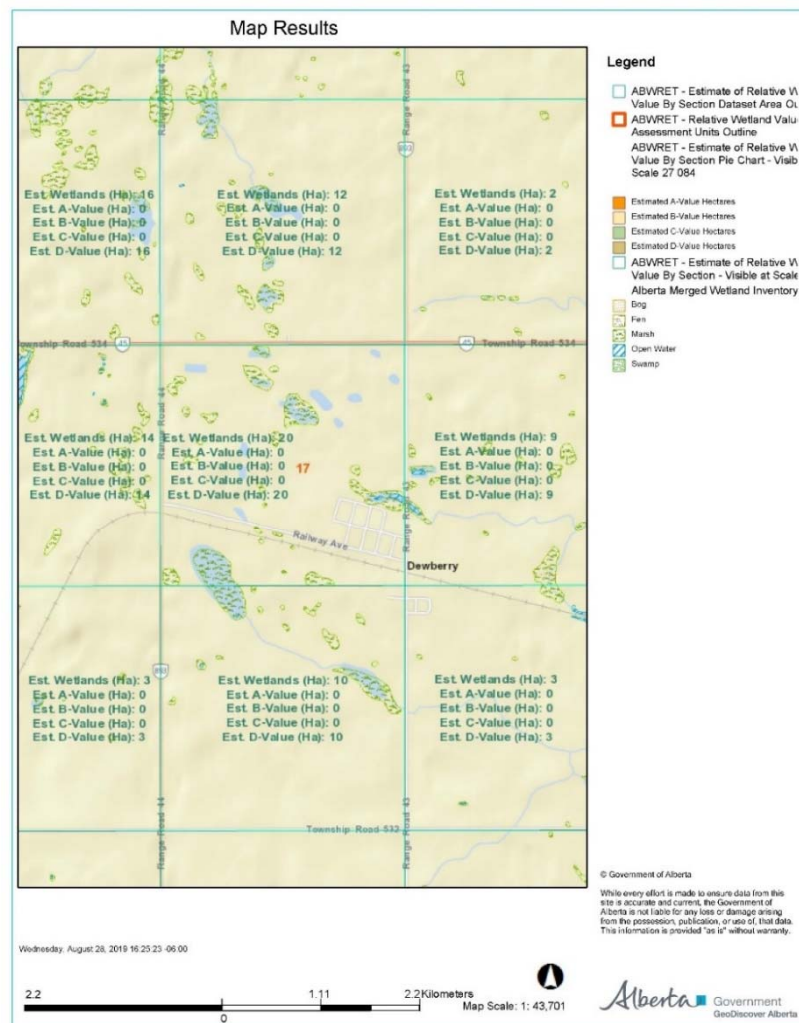 Map Results
Legend
ABWRET - Estimate of Relative W
Value By Section Dataset Area Ou
ABWRET - Relative Wetland Valu
Assessment Units Outline
ABWRET - Estimate of Relative W
Value By Section Pie Chart - Visib
Scale 27 084
Estimated A-Value Hectares
Estimated B-Value Hectares
Estimated C-Value Hectares
Estimated D-Value Hectares
ABWRET - Estimate of Relative W
Value By Section - Visible at Scale
Alberta Merged Wetland Inventory
Bog
Fen
Marsh
Open Water
Swamp
Range Road 44
Range Road 43
893
Est. Wetlands (Ha): 16
Est. A-Value (Ha): 0
Est. B-Value (Ha): 0
Est. C-Value (Ha): 0
Est. D-Value (Ha): 16
Est. Wetlands (Ha): 12
Est. A-Value (Ha): 0
Est. B-Value (Ha): 0
Est. C-Value (Ha): 0
Est. D-Value (Ha): 12
Est. Wetlands (Ha): 2
Est. A-Value (Ha): 0
Est. B-Value (Ha): 0
Est. C-Value (Ha): 0
Est. D-Value (Ha): 2
ownship Road 534
45
45
Township Road 534
Range Road 44
Est. Wetlands (Ha): 14
Est. A-Value (Ha): 0
Est. B-Value (Ha): 0
Est. C-Value (Ha): 0
Est. D-Value (Ha): 14
Est. Wetlands (Ha): 20
Est. A-Value (Ha): 0
Est. B-Value (Ha): 0
Est. C-Value (Ha): 0
Est. D-Value (Ha): 20
17
Est. Wetlands (Ha): 9
Est. A-Value (Ha): 0
Est. B-Value (Ha): 0
Est. C-Value (Ha): 0
Est. D-Value (Ha): 9
Range Road 43
Railway Ave
Dewberry
893
Est. Wetlands (Ha): 3
Est. A-Value (Ha): 0
Est. B-Value (Ha): 0
Est. C-Value (Ha): 0
Est. D-Value (Ha): 3
Est. Wetlands (Ha): 10
Est. A-Value (Ha): 0
Est. B-Value (Ha): 0
Est. C-Value (Ha): 0
Est. D-Value (Ha): 10
Est. Wetlands (Ha): 3
Est. A-Value (Ha): 0
Est. B-Value (Ha): 0
Est. C-Value (Ha): 0
Est. D-Value (Ha): 3
Range Road 44
Township Road 532
Range Road 43
© Government of Alberta
While every effort is made to ensure data from this
site is accurate and current, the Government of
Alberta is not liable for any loss or damage arising
from the possession, publication, or use of, that data.
This information is provided "as is" without warranty.
Wednesday, August 28, 2019 16:25:23 -06:00
2.2
1.11
2.2 Kilometers
0
Map Scale: 1: 43,701
Alberta Government
GeoDiscover Alberta